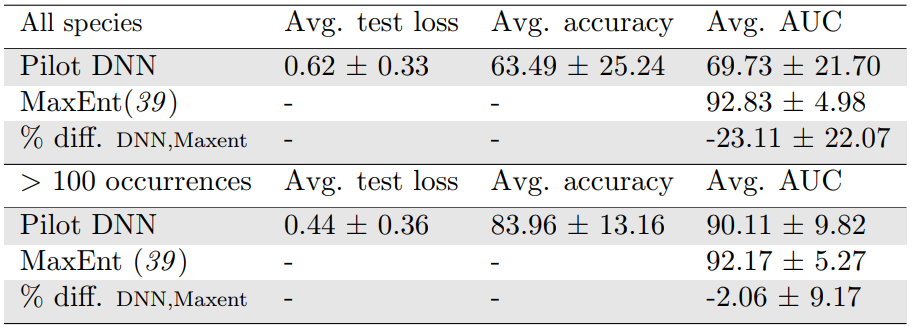 All species Avg. test loss Avg. accuracy Avg. AUC
Pilot DNN 0.62 ± 0.33 63.49 ± 25.24 69.73 ± 21.70
MaxEnt(39) - - 92.83 ± 4.98
% diff. DNN,Maxent - - -23.11 ± 22.07
> 100 occurrences Avg. test loss Avg. accuracy Avg. AUC
Pilot DNN 0.44 ± 0.36 83.96 ± 13.16 90.11 ± 9.82
MaxEnt (39) - - 92.17 ± 5.27
% diff. DNN,Maxent - - -2.06 ± 9.17